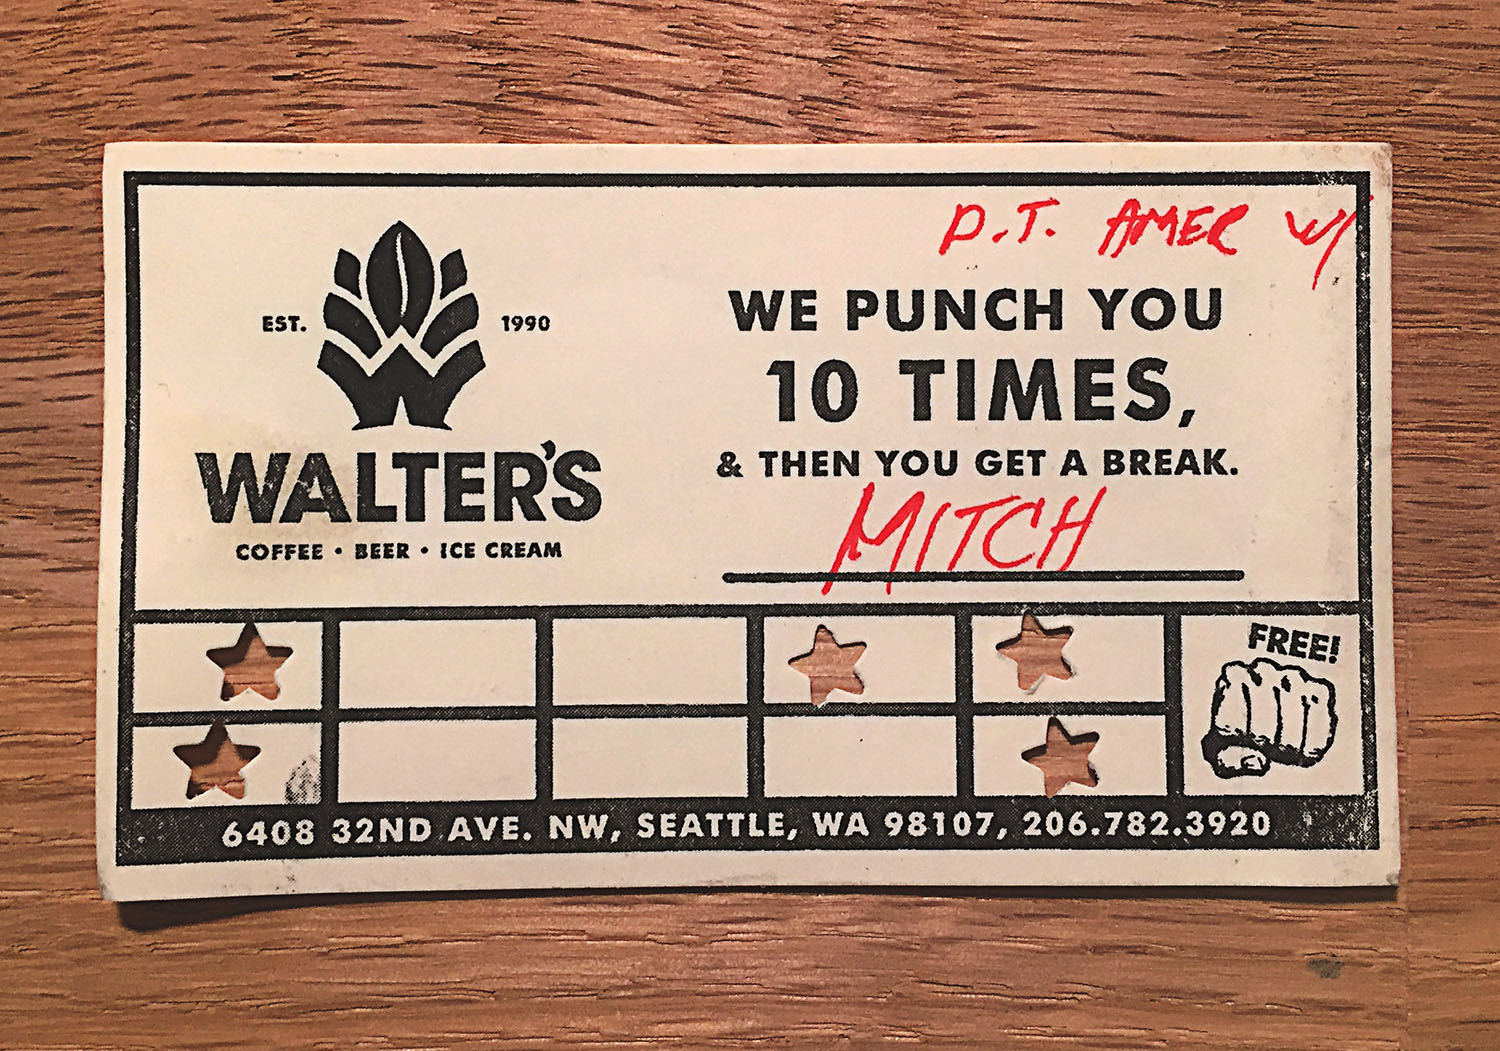 D.T. AMER W/
EST. 1990
WALTER'S
COFFEE • BEER • ICE CREAM
WE PUNCH YOU
10 TIMES,
& THEN YOU GET A BREAK.
MITCH
FREE!
6408 32ND AVE. NW, SEATTLE, WA 98107, 206.782.3920